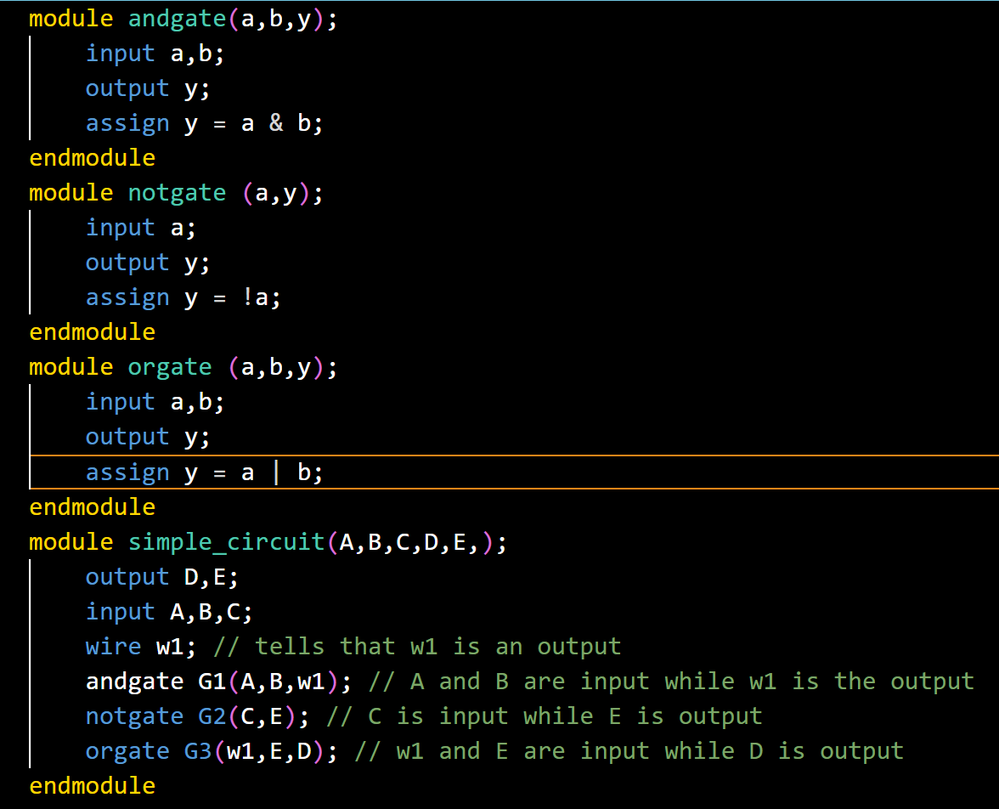 module andgate(a,b,y);
    input a,b;
    output y;
    assign y = a & b;
endmodule
module notgate (a,y);
    input a;
    output y;
    assign y = !a;
endmodule
module orgate (a,b,y);
    input a,b;
    output y;
    assign y = a | b;
endmodule
module simple_circuit(A,B,C,D,E,);
    output D,E;
    input A,B,C;
    wire w1; // tells that w1 is an output
    andgate G1(A,B,w1); // A and B are input while w1 is the output
    notgate G2(C,E); // C is input while E is output
    orgate G3(w1,E,D); // w1 and E are input while D is output
endmodule